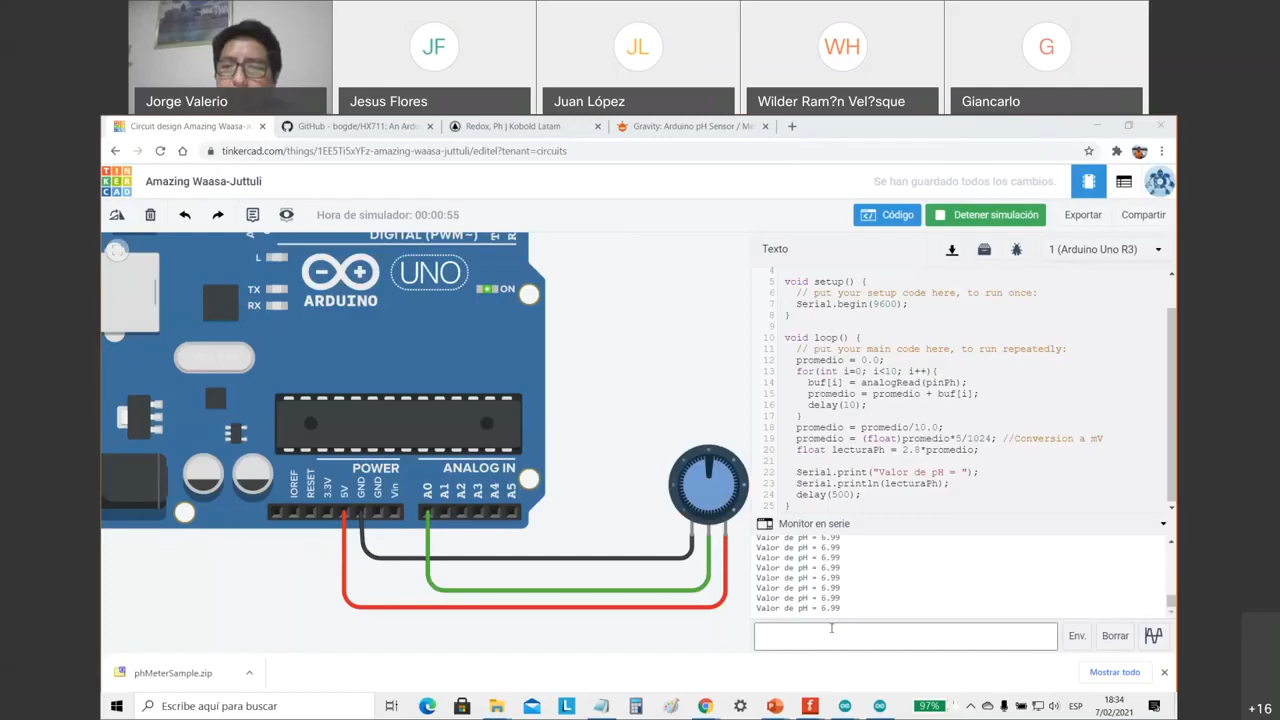 JF
JL
WH
G
Jorge Valerio
Jesus Flores
Juan López
Wilder Ram?n Vel?sque
Giancarlo
Circuit design Amazing Waasa-J
GitHub - bogde/HX711: An Ardu
Redox, Ph | Kobold Latam
Gravity: Arduino pH Sensor / Me
tinkercad.com/things/1EE5Ti5xYFz-amazing-waasa-juttuli/editel?tenant=circuits
TIN
KER
CAD
Amazing Waasa-Juttuli
Se han guardado todos los cambios.
Hora de simulador: 00:00:55
Código
Detener simulación
Exportar
Compartir
DIGITAL (PWM~)
L
TX
RX
UNO
ARDUINO
ON
POWER
ANALOG IN
IOREF
RESET
3.3V
5V
GND
GND
Vin
A0
A1
A2
A3
A4
A5
Texto
1 (Arduino Uno R3)
4
5 void setup() {
6 // put your setup code here, to run once:
7 Serial.begin(9600);
8 }
9
10 void loop() {
11 // put your main code here, to run repeatedly:
12 promedio = 0.0;
13 for(int i=0; i<10; i++){
14 buf[i] = analogRead(pinPh);
15 promedio = promedio + buf[i];
16 delay(10);
17 }
18 promedio = promedio/10.0;
19 promedio = (float)promedio*5/1024; //Conversion a mV
20 float lecturaPh = 2.8*promedio;
21
22 Serial.print("Valor de pH = ");
23 Serial.println(lecturaPh);
24 delay(500);
25 }
Monitor en serie
Valor de pH = 6.99
Valor de pH = 6.99
Valor de pH = 6.99
Valor de pH = 6.99
Valor de pH = 6.99
Valor de pH = 6.99
Valor de pH = 6.99
Valor de pH = 6.99
Env.
Borrar
phMeterSample.zip
Mostrar todo
Escribe aquí para buscar
97%
ESP
18:34
7/02/2021
+16